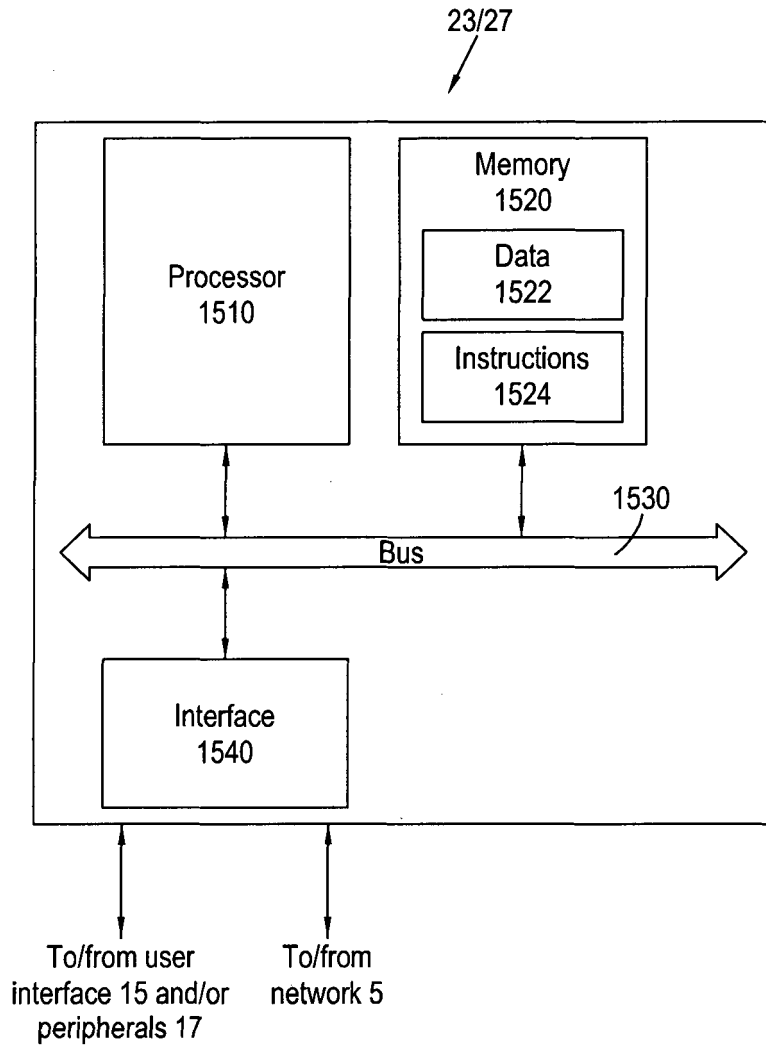 23/27
Processor
1510
Memory
1520
Data
1522
Instructions
1524
1530
Bus
Interface
1540
To/from user
interface 15 and/or
peripherals 17
To/from
network 5